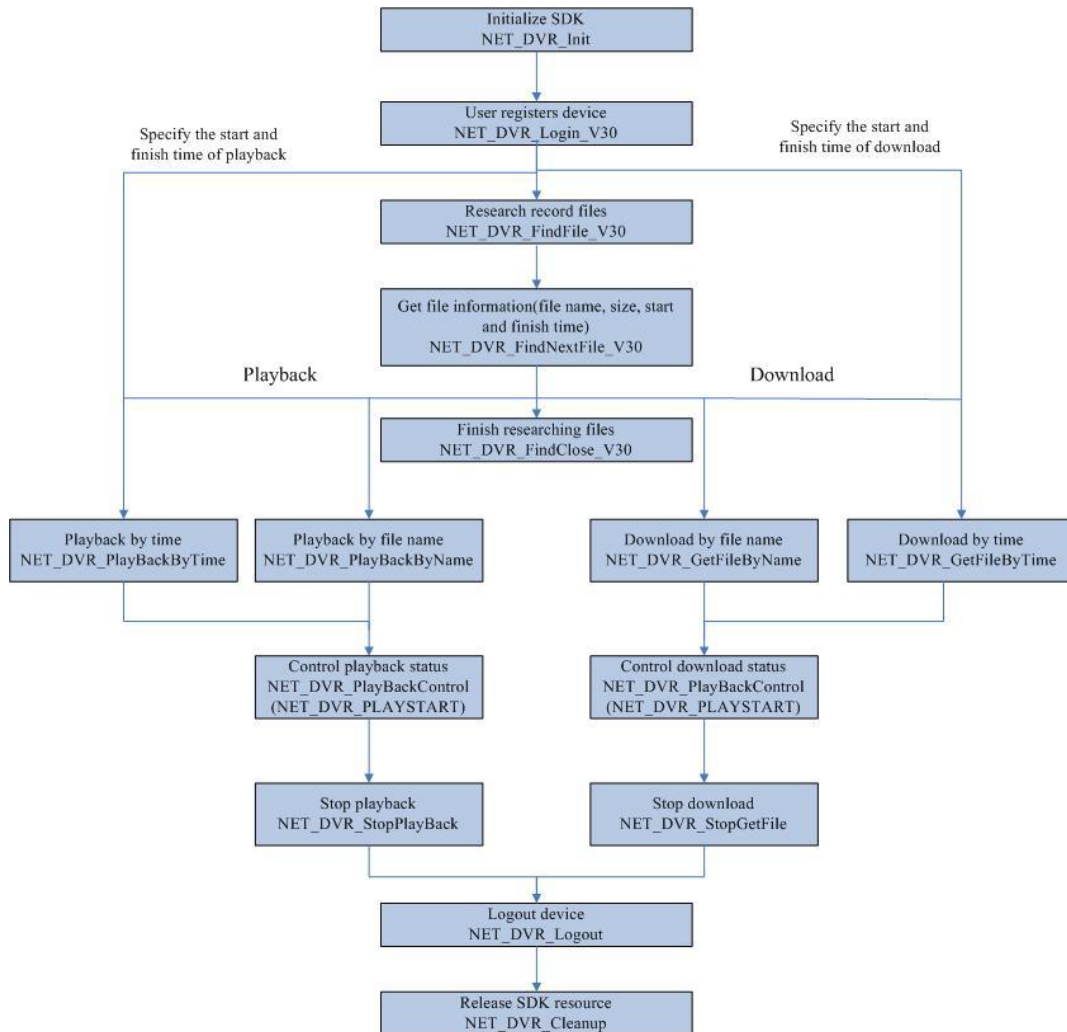 Initialize SDK
NET_DVR_Init
User registers device
NET_DVR_Login_V30
Specify the start and
finish time of playback
Specify the start and
finish time of download
Research record files
NET_DVR_FindFile_V30
Get file information(file name, size, start
and finish time)
NET_DVR_FindNextFile_V30
Playback
Download
Finish researching files
NET_DVR_FindClose_V30
Playback by time
NET_DVR_PlayBackByTime
Playback by file name
NET_DVR_PlayBackByName
Download by file name
NET_DVR_GetFileByName
Download by time
NET_DVR_GetFileByTime
Control playback status
NET_DVR_PlayBackControl
(NET_DVR_PLAYSTART)
Control download status
NET_DVR_PlayBackControl
(NET_DVR_PLAYSTART)
Stop playback
NET_DVR_StopPlayBack
Stop download
NET_DVR_StopGetFile
Logout device
NET_DVR_Logout
Release SDK resource
NET_DVR_Cleanup